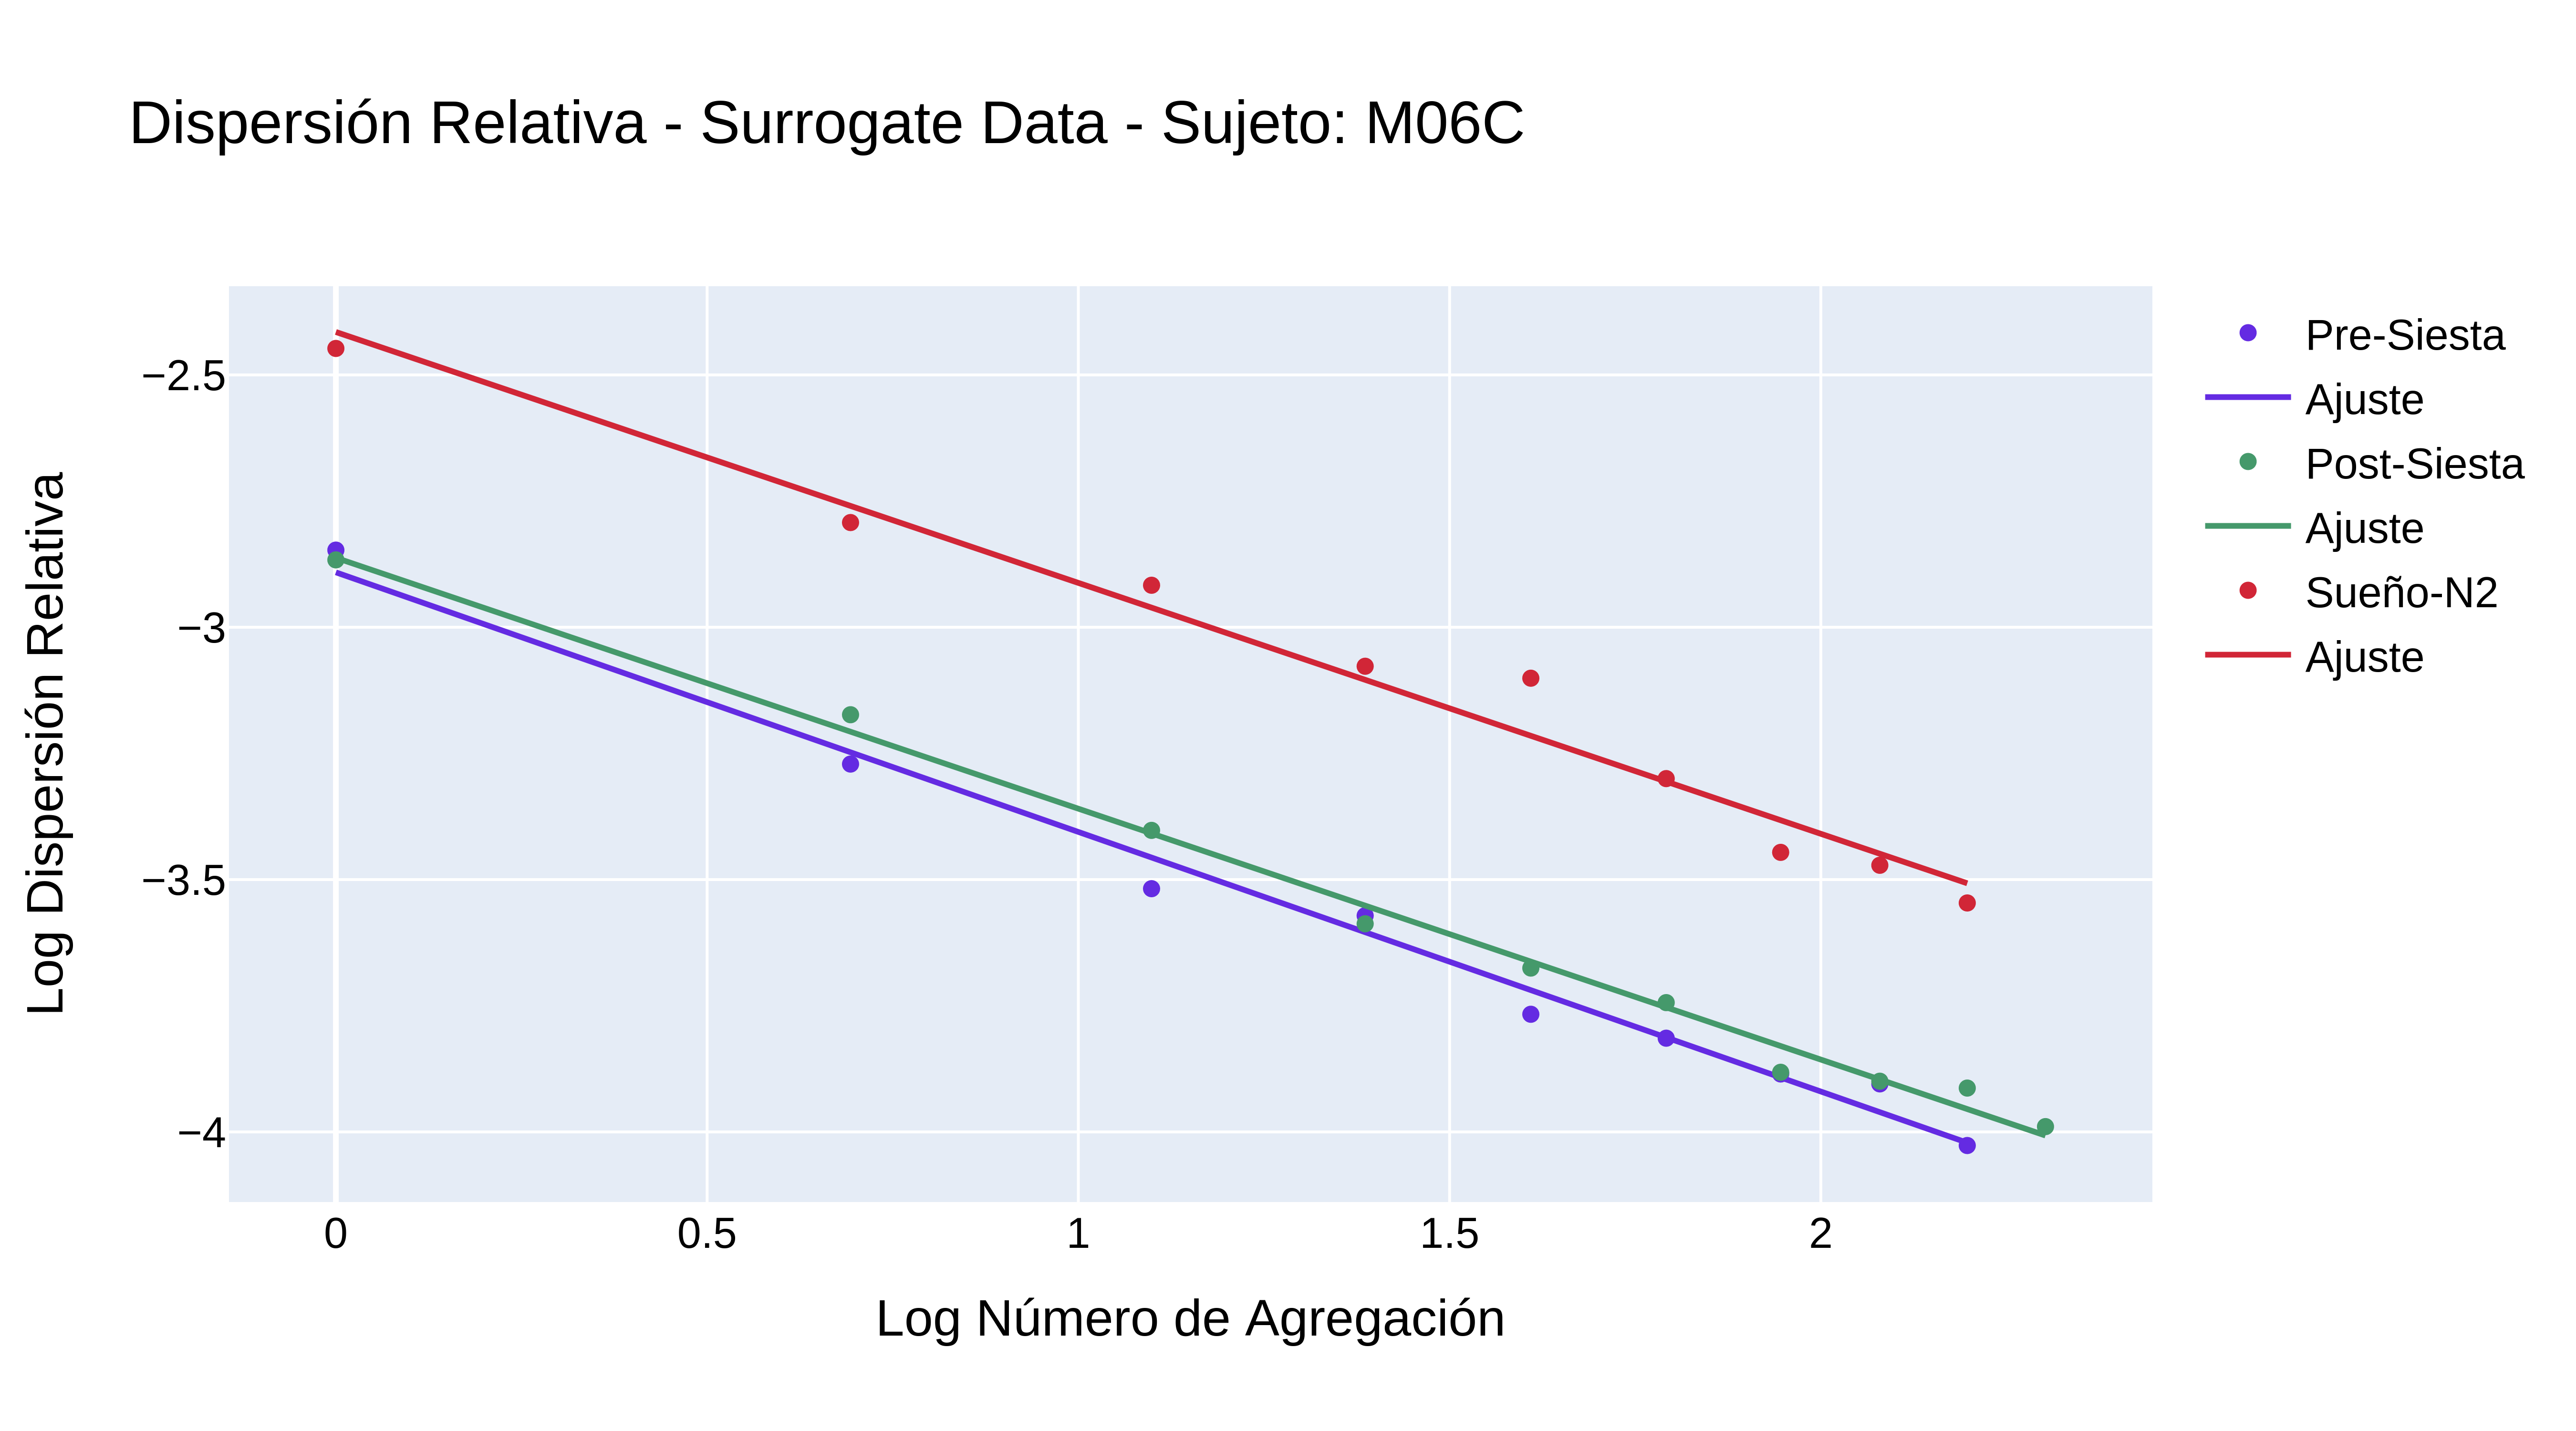 Dispersión Relativa - Surrogate Data - Sujeto: M06C
Log Dispersión Relativa
−2.5
−3
−3.5
−4
0
0.5
1
1.5
2
Log Número de Agregación
Pre-Siesta
Ajuste
Post-Siesta
Ajuste
Sueño-N2
Ajuste